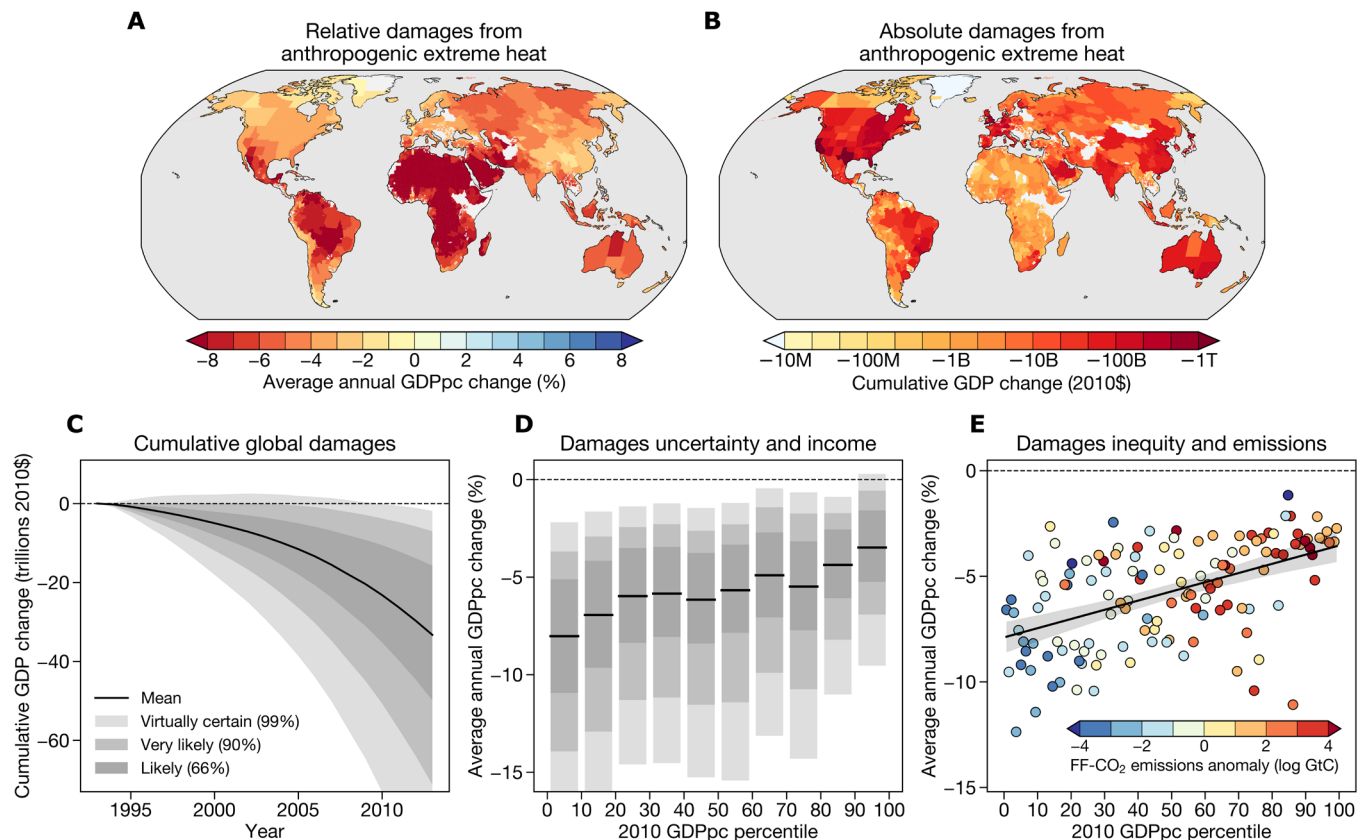 A
Relative damages from
anthropogenic extreme heat
−8 −6 −4 −2 0 2 4 6 8
Average annual GDPpc change (%)
B
Absolute damages from
anthropogenic extreme heat
−10M −100M −1B −10B −100B −1T
Cumulative GDP change (2010$)
C
Cumulative global damages
Cumulative GDP change (trillions 2010$)
0
−20
−40
−60
Mean
Virtually certain (99%)
Very likely (90%)
Likely (66%)
1995 2000 2005 2010
Year
D
Damages uncertainty and income
Average annual GDPpc change (%)
0
−5
−10
−15
0 10 20 30 40 50 60 70 80 90 100
2010 GDPpc percentile
E
Damages inequity and emissions
Average annual GDPpc change (%)
0
−5
−10
−15
−4 −2 0 2 4
FF-CO₂ emissions anomaly (log GtC)
0 10 20 30 40 50 60 70 80 90 100
2010 GDPpc percentile